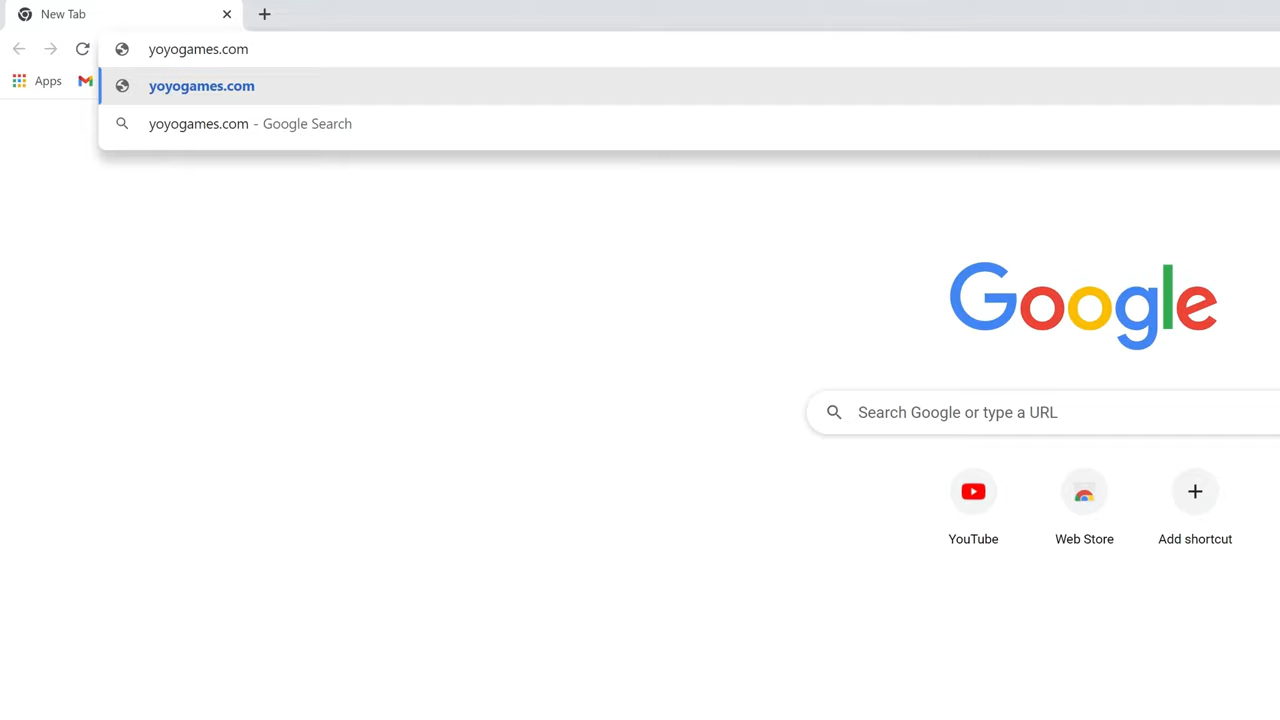 New Tab
yoyogames.com
Apps
yoyogames.com
yoyogames.com - Google Search
Google
Search Google or type a URL
YouTube
Web Store
Add shortcut